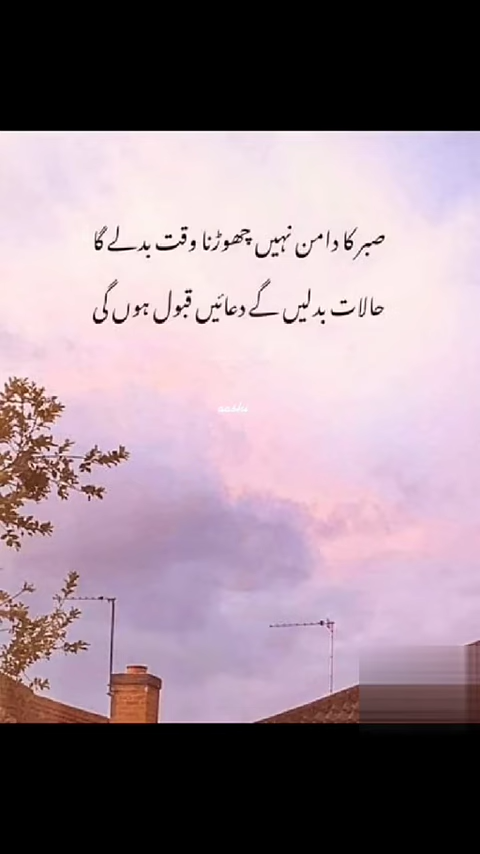 صبر کا دامن نہیں چھوڑنا وقت بدلے گا
حالات بدلیں گے دعائیں قبول ہوں گی